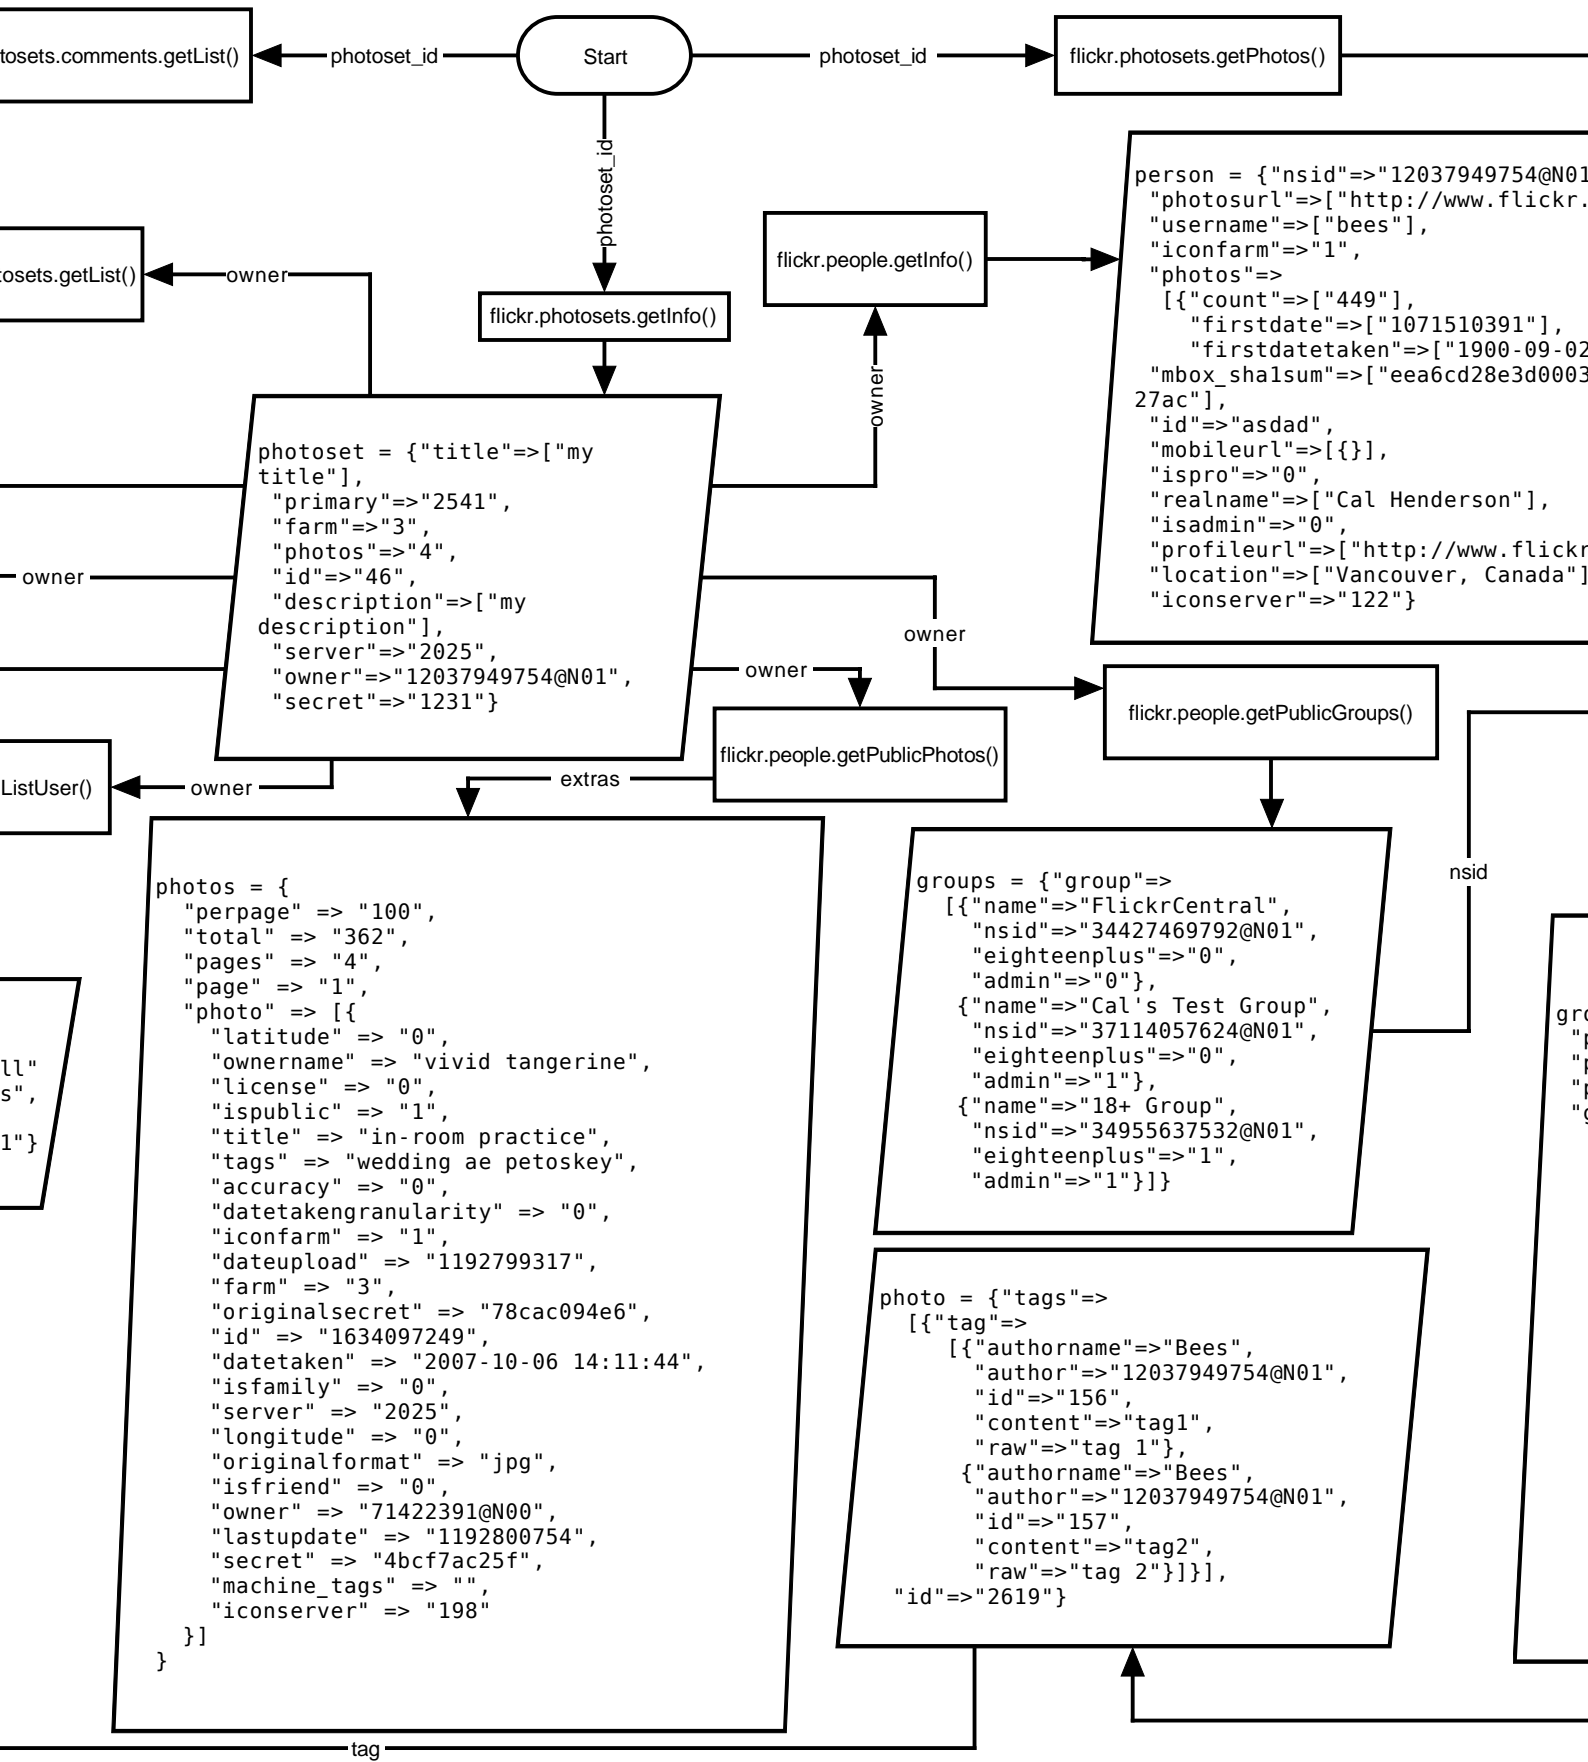 tosets.comments.getList()
photoset_id
Start
photoset_id
flickr.photosets.getPhotos()
photoset_id
osets.getList()
owner
flickr.photosets.getInfo()
flickr.people.getInfo()
owner
person = {"nsid"=>"12037949754@N01
"photosurl"=>["http://www.flickr.
"username"=>["bees"],
"iconfarm"=>"1",
"photos"=>
[{"count"=>["449"],
"firstdate"=>["1071510391"],
"firstdatetaken"=>["1900-09-02
"mbox_sha1sum"=>["eea6cd28e3d0003
27ac"],
"id"=>"asdad",
"mobileurl"=>[{}],
"ispro"=>"0",
"realname"=>["Cal Henderson"],
"isadmin"=>"0",
"profileurl"=>["http://www.flickr
"location"=>["Vancouver, Canada"]
"iconserver"=>"122"}
photoset = {"title"=>["my
title"],
"primary"=>"2541",
"farm"=>"3",
"photos"=>"4",
"id"=>"46",
"description"=>["my
description"],
"server"=>"2025",
"owner"=>"12037949754@N01",
"secret"=>"1231"}
owner
owner
owner
flickr.people.getPublicGroups()
flickr.people.getPublicPhotos()
ListUser()
owner
extras
photos = {
"perpage" => "100",
"total" => "362",
"pages" => "4",
"page" => "1",
"photo" => [{
"latitude" => "0",
"ownername" => "vivid tangerine",
"license" => "0",
"ispublic" => "1",
"title" => "in-room practice",
"tags" => "wedding ae petoskey",
"accuracy" => "0",
"datetakengranularity" => "0",
"iconfarm" => "1",
"dateupload" => "1192799317",
"farm" => "3",
"originalsecret" => "78cac094e6",
"id" => "1634097249",
"datetaken" => "2007-10-06 14:11:44",
"isfamily" => "0",
"server" => "2025",
"longitude" => "0",
"originalformat" => "jpg",
"isfriend" => "0",
"owner" => "71422391@N00",
"lastupdate" => "1192800754",
"secret" => "4bcf7ac25f",
"machine_tags" => "",
"iconserver" => "198"
}]
}
ll"
s",
1"}
groups = {"group"=>
[{"name"=>"FlickrCentral",
"nsid"=>"34427469792@N01",
"eighteenplus"=>"0",
"admin"=>"0"},
{"name"=>"Cal's Test Group",
"nsid"=>"37114057624@N01",
"eighteenplus"=>"0",
"admin"=>"1"},
{"name"=>"18+ Group",
"nsid"=>"34955637532@N01",
"eighteenplus"=>"1",
"admin"=>"1"}]}
nsid
gro
"p
"p
"p
"g
photo = {"tags"=>
[{"tag"=>
[{"authorname"=>"Bees",
"author"=>"12037949754@N01",
"id"=>"156",
"content"=>"tag1",
"raw"=>"tag 1"},
{"authorname"=>"Bees",
"author"=>"12037949754@N01",
"id"=>"157",
"content"=>"tag2",
"raw"=>"tag 2"}]}],
"id"=>"2619"}
tag